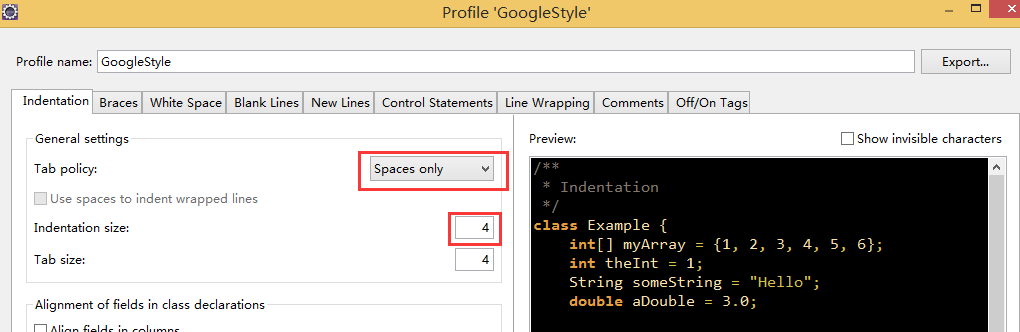 Profile 'GoogleStyle'
Profile name: GoogleStyle Export...
Indentation Braces White Space Blank Lines New Lines Control Statements Line Wrapping Comments Off/On Tags
General settings
Tab policy: Spaces only
Use spaces to indent wrapped lines
Indentation size: 4
Tab size: 4
Alignment of fields in class declarations
Align fields in columns
Preview: Show invisible characters
/**
 * Indentation
 */
class Example {
    int[] myArray = {1, 2, 3, 4, 5, 6};
    int theInt = 1;
    String someString = "Hello";
    double aDouble = 3.0;